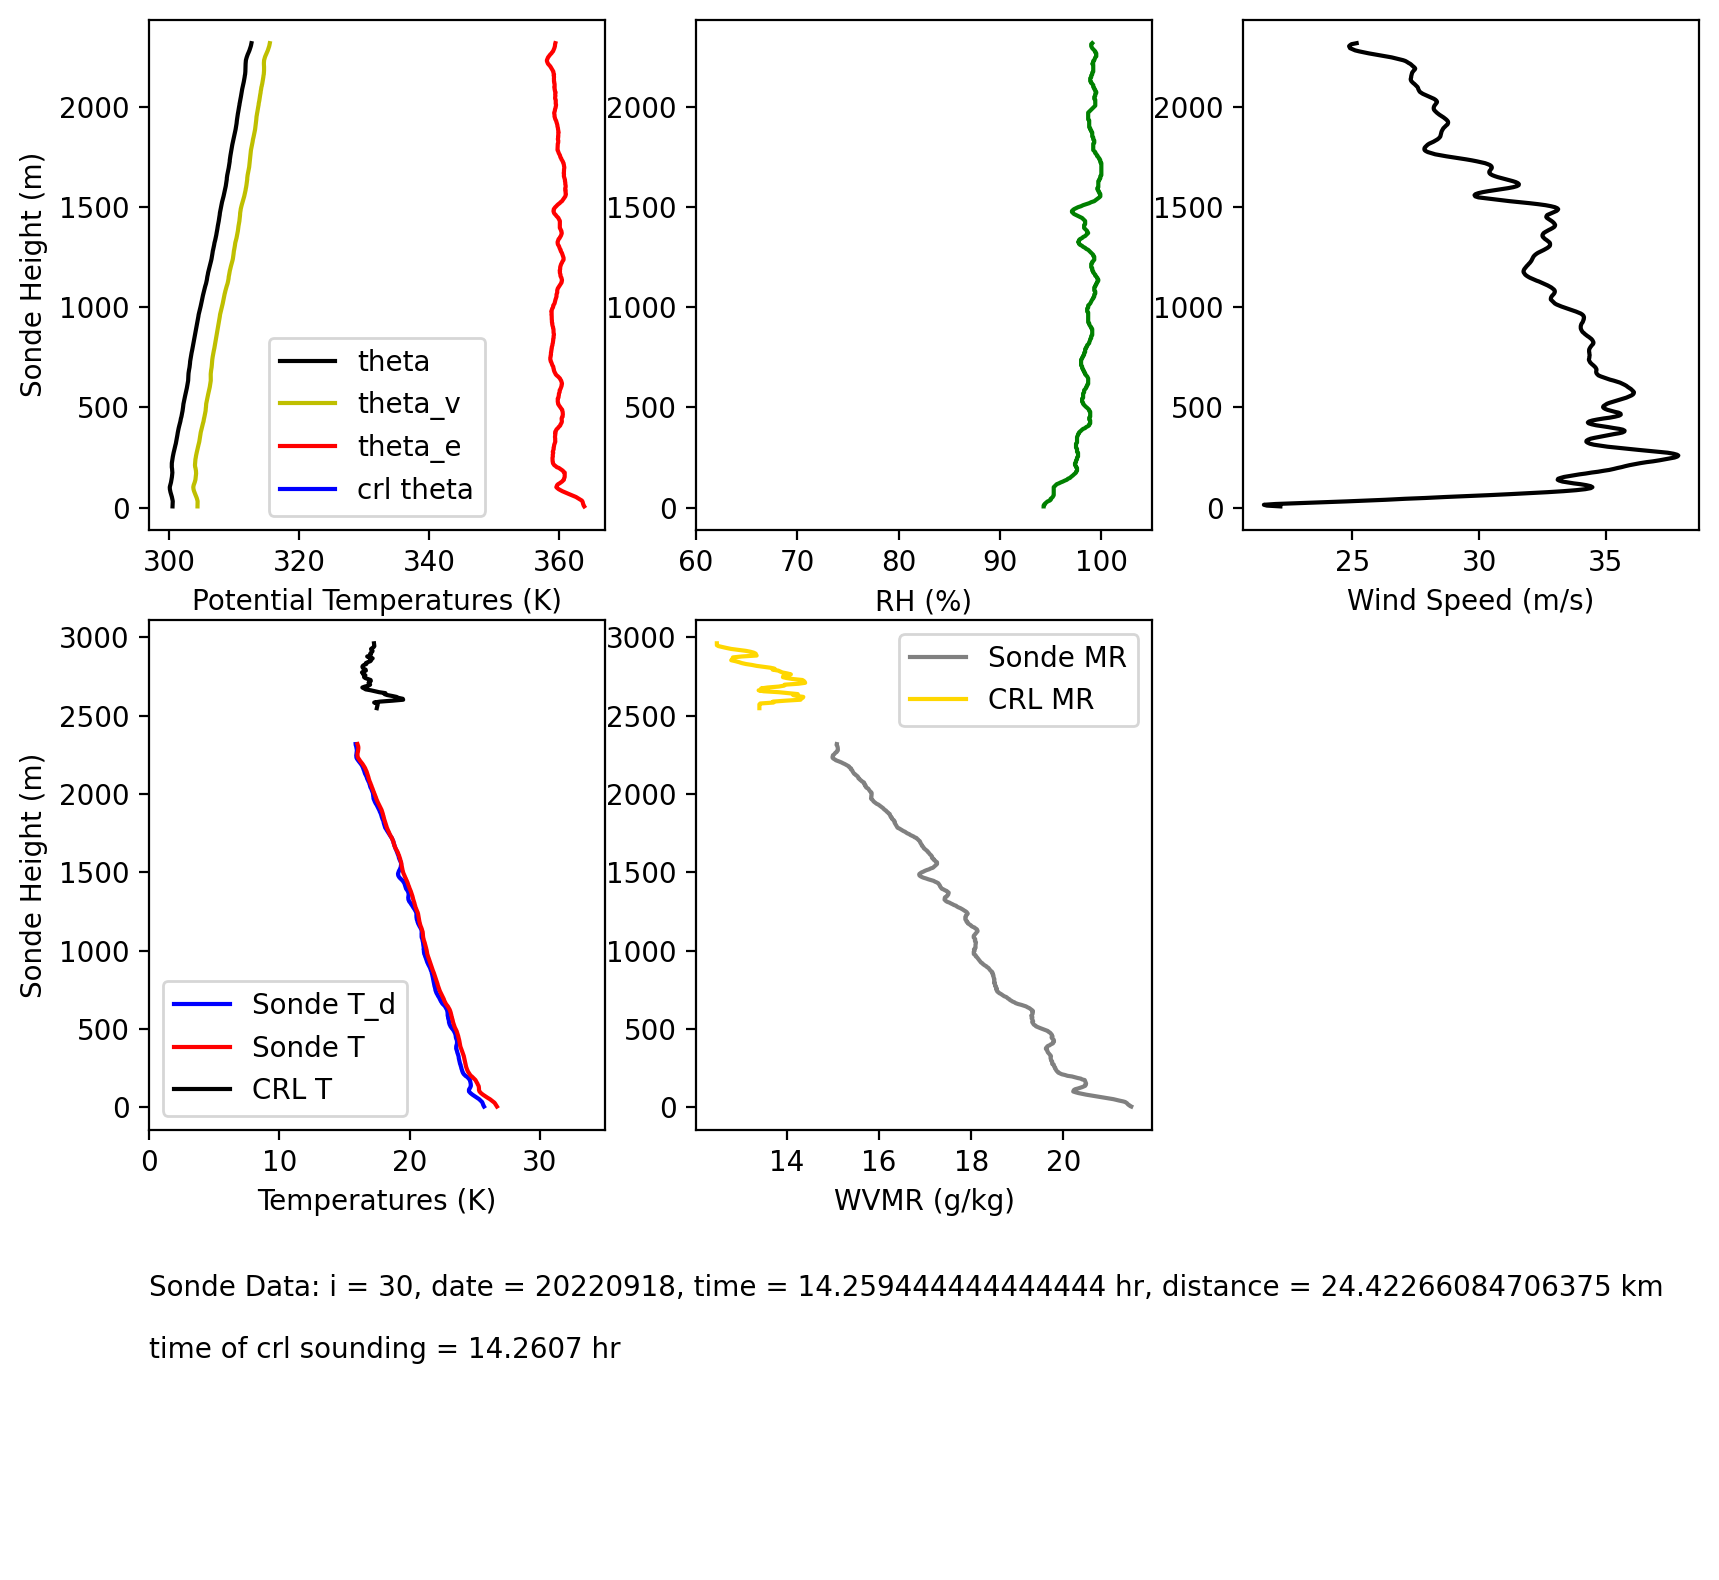 2000
1500
1000
500
0
Sonde Height (m)
theta
theta_v
theta_e
crl theta
300 320 340 360
Potential Temperatures (K)
2000
1500
1000
500
0
60 70 80 90 100
RH (%)
2000
1500
1000
500
0
25 30 35
Wind Speed (m/s)
3000
2500
2000
1500
1000
500
0
Sonde Height (m)
Sonde T_d
Sonde T
CRL T
0 10 20 30
Temperatures (K)
3000
2500
2000
1500
1000
500
0
Sonde MR
CRL MR
14 16 18 20
WVMR (g/kg)
Sonde Data: i = 30, date = 20220918, time = 14.259444444444444 hr, distance = 24.42266084706375 km
time of crl sounding = 14.2607 hr